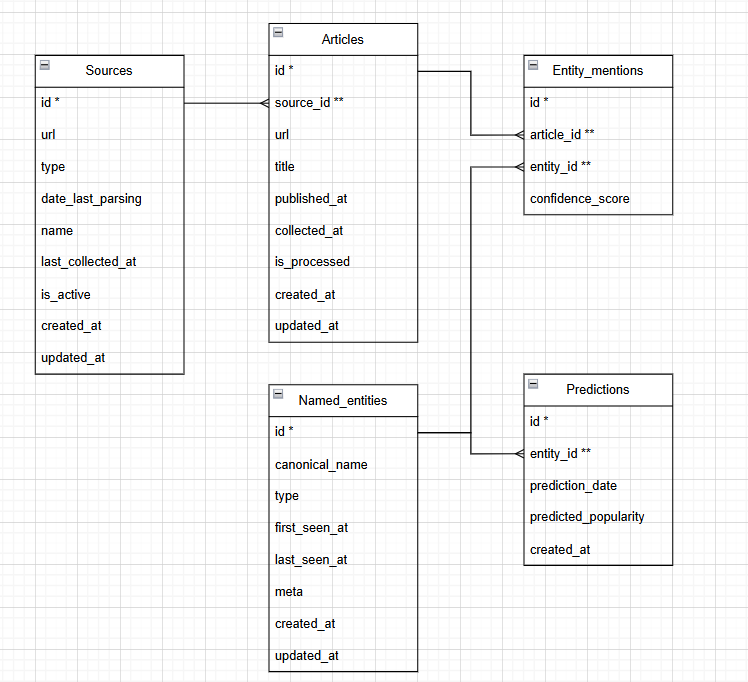 Sources
id *
url
type
date_last_parsing
name
last_collected_at
is_active
created_at
updated_at
Articles
id *
source_id **
url
title
published_at
collected_at
is_processed
created_at
updated_at
Entity_mentions
id *
article_id **
entity_id **
confidence_score
Named_entities
id *
canonical_name
type
first_seen_at
last_seen_at
meta
created_at
updated_at
Predictions
id *
entity_id **
prediction_date
predicted_popularity
created_at